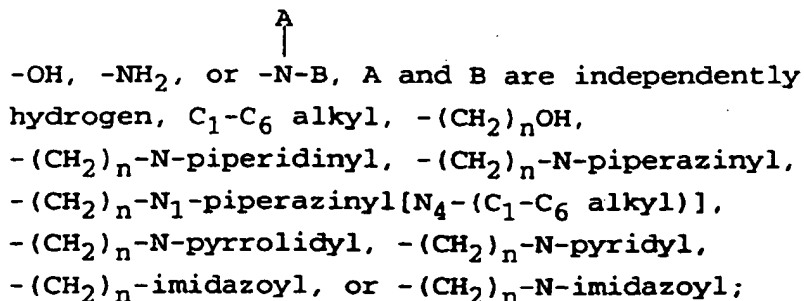 A
-OH, -NH₂, or -N-B, A and B are independently
hydrogen, C₁-C₆ alkyl, -(CH₂)ₙOH,
-(CH₂)ₙ-N-piperidinyl, -(CH₂)ₙ-N-piperazinyl,
-(CH₂)ₙ-N₁-piperazinyl[N₄-(C₁-C₆ alkyl)],
-(CH₂)ₙ-N-pyrrolidyl, -(CH₂)ₙ-N-pyridyl,
-(CH₂)ₙ-imidazoyl, or -(CH₂)ₙ-N-imidazoyl;